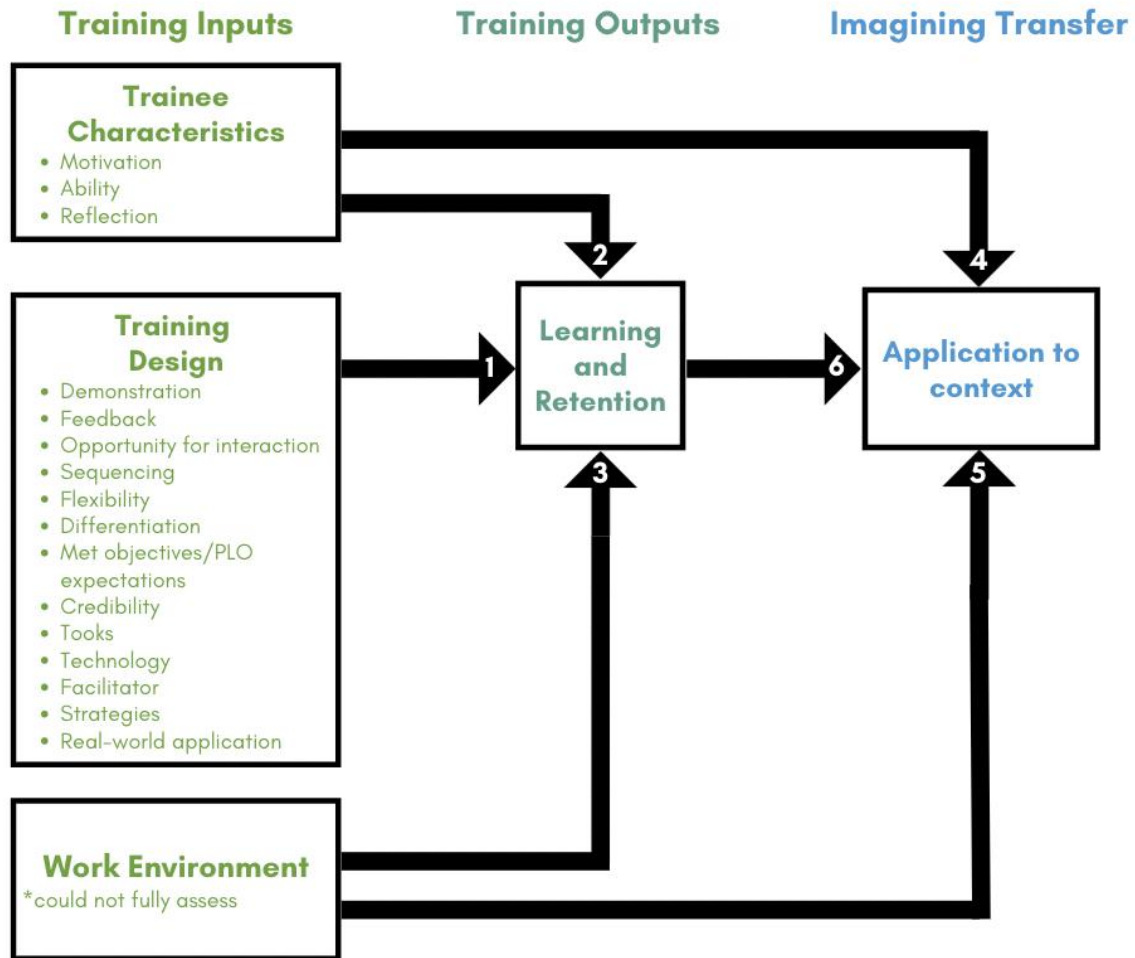 Training Inputs
Training Outputs
Imagining Transfer
Trainee
Characteristics
• Motivation
• Ability
• Reflection
2
4
Training
Design
• Demonstration
• Feedback
• Opportunity for interaction
• Sequencing
• Flexibility
• Differentiation
• Met objectives/PLO
expectations
• Credibility
• Tooks
• Technology
• Facilitator
• Strategies
• Real-world application
1
Learning
and
Retention
6
Application to
context
3
5
Work Environment
*could not fully assess